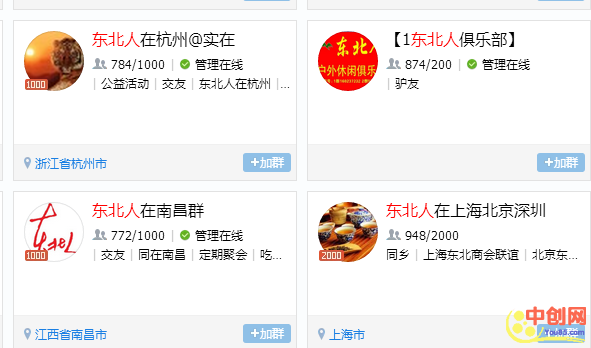 东北人在杭州@实在
784/1000 | 管理在线
| 公益活动 | 交友 | 东北人在杭州 |...
1000
浙江省杭州市
+加群
【1东北人俱乐部】
874/200 | 管理在线
| 驴友
东北人
户外休闲俱乐
+加群
东北人在南昌群
772/1000 | 管理在线
| 交友 | 同在南昌 | 定期聚会 | 吃...
1000
江西省南昌市
+加群
东北人在上海北京深圳
948/2000
同乡 | 上海东北商会联谊 | 北京东...
2000
上海市
中创网